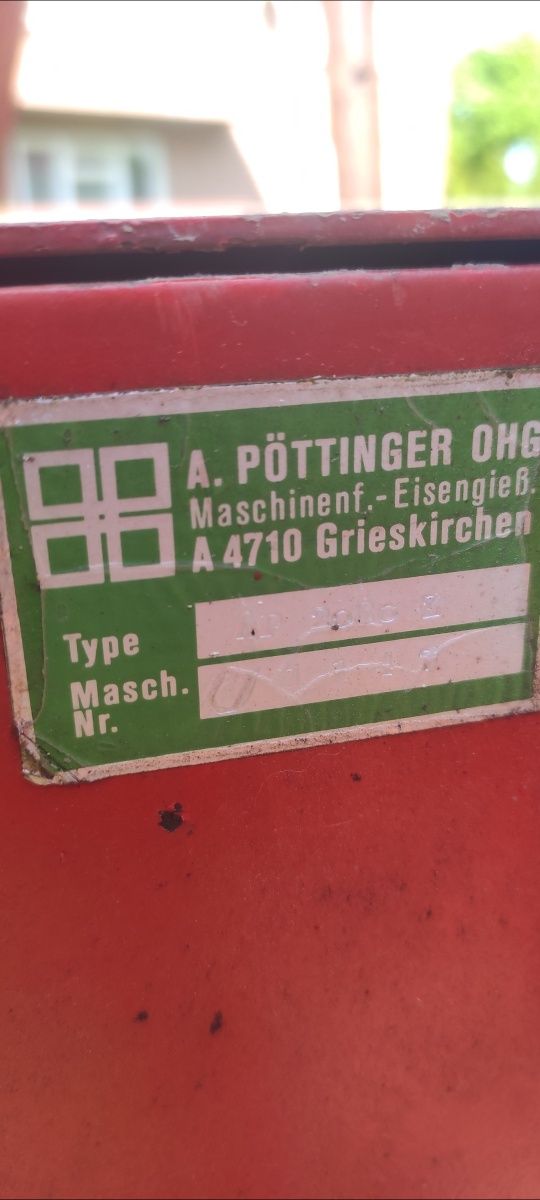 A. PÖTTINGER OHG
Maschinenf.-Eisengieß.
A 4710 Grieskirchen
Type
Masch.
Nr.